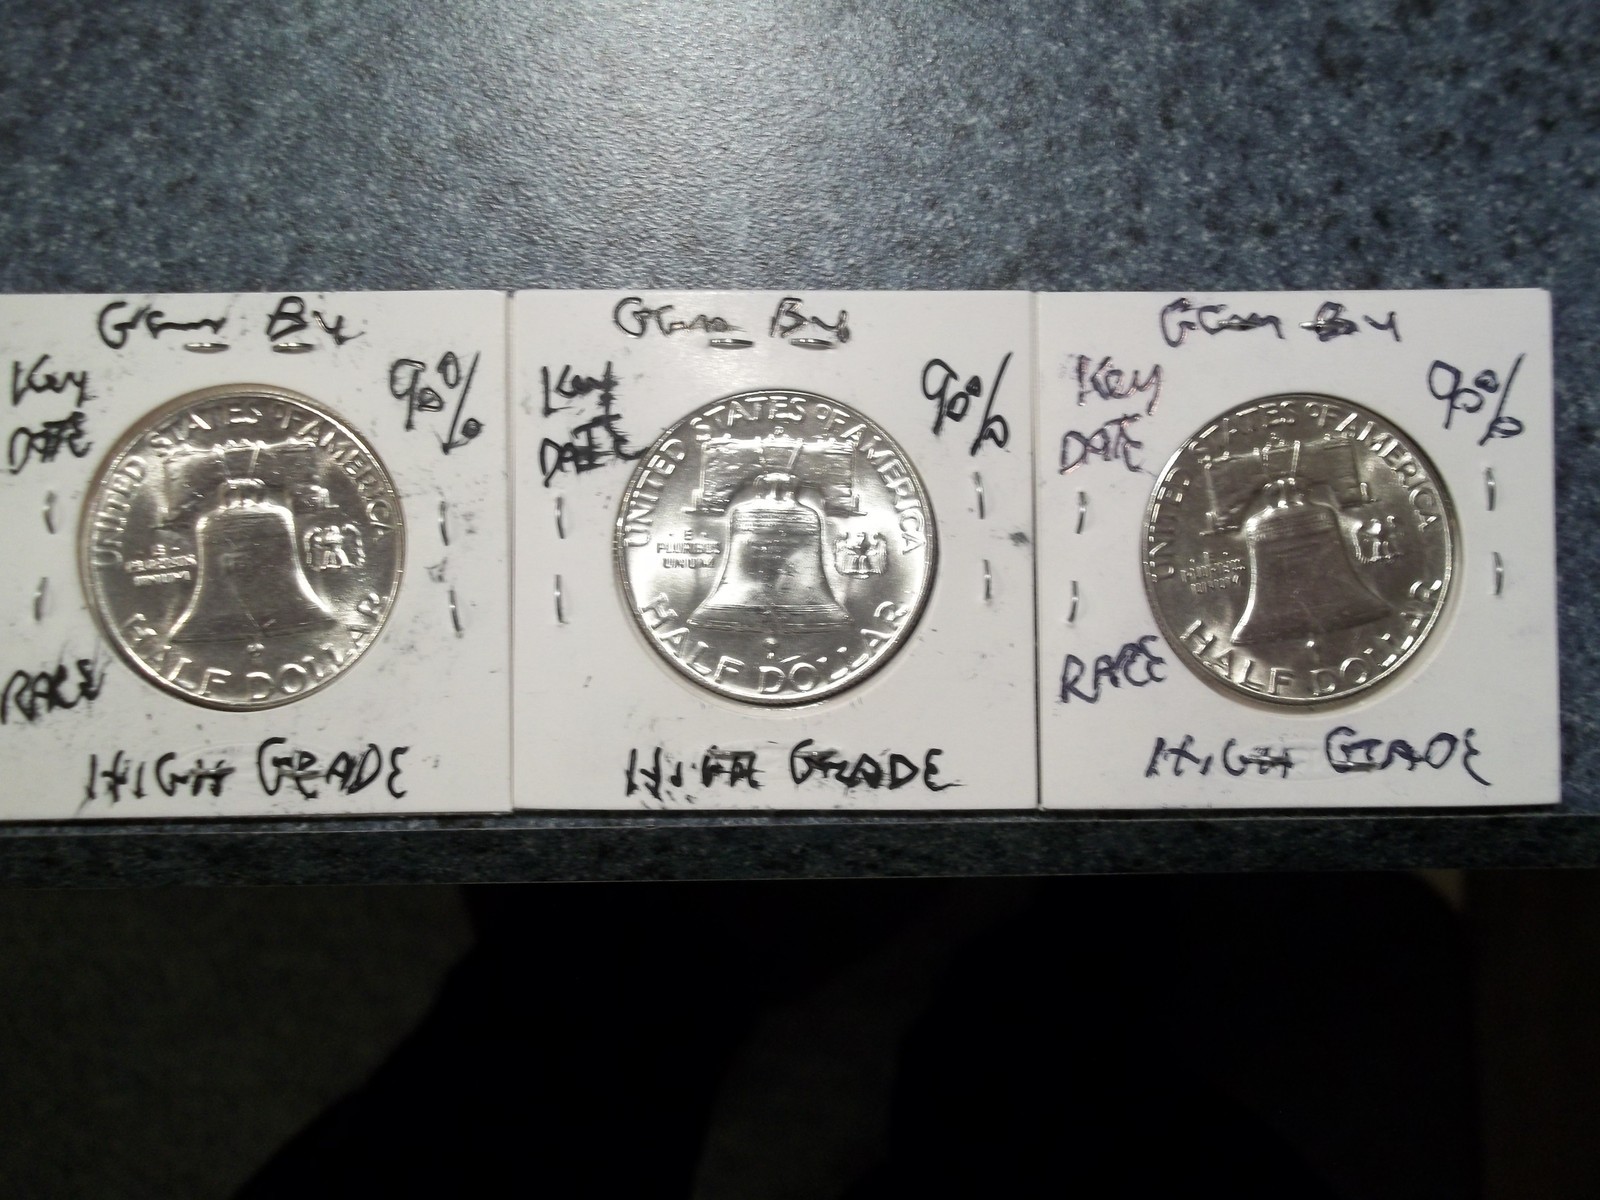 Gem BU
Key
DATE
90%
UNITED STATES OF AMERICA
E
PLURIBUS
UNUM
HALF DOLLAR
RARE
HIGH GRADE
Gem BU
Key
DATE
90%
UNITED STATES OF AMERICA
E
PLURIBUS
UNUM
HALF DOLLAR
HIGH GRADE
Gem BU
Key
DATE
90%
UNITED STATES OF AMERICA
HALF DOLLAR
RARE
HIGH GRADE